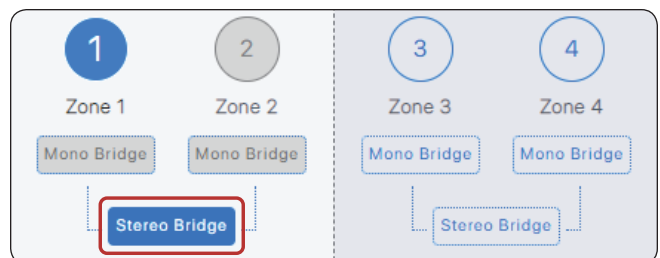 1 2 3 4
Zone 1 Zone 2 Zone 3 Zone 4
Mono Bridge Mono Bridge Mono Bridge Mono Bridge
Stereo Bridge Stereo Bridge